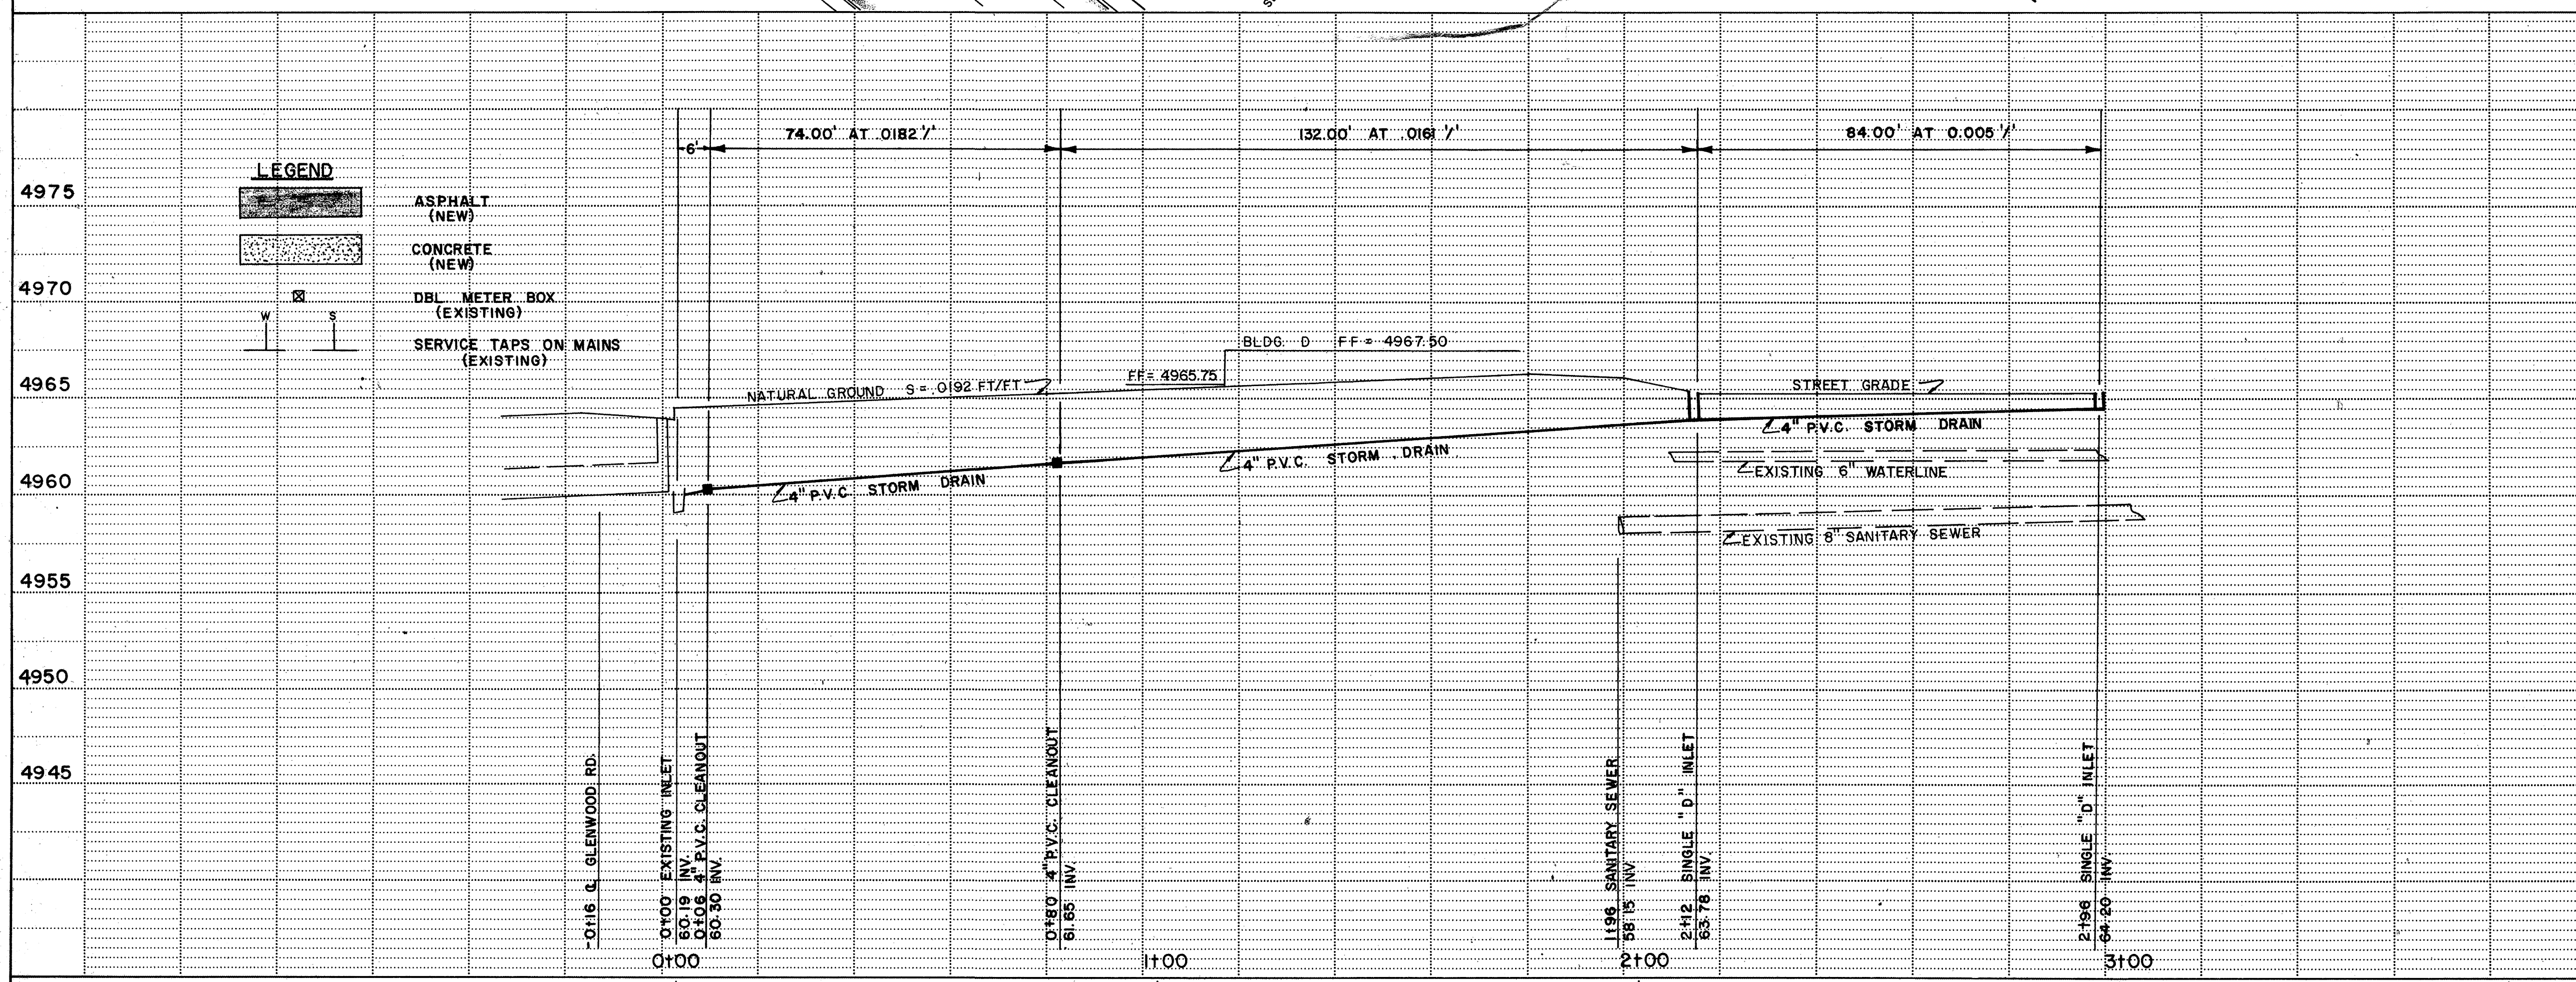 74.00' AT .0182 '/'
132.00' AT .0161 '/'
84.00' AT 0.005 '/'
6'
LEGEND
ASPHALT
(NEW)
CONCRETE
(NEW)
DBL. METER BOX
(EXISTING)
W S
SERVICE TAPS ON MAINS
(EXISTING)
4975
4970
4965
4960
4955
4950
4945
NATURAL GROUND S = .0192 FT/FT
FF= 4965.75
BLDG. D FF = 4967.50
STREET GRADE
4" P.V.C. STORM DRAIN
4" P.V.C. STORM DRAIN
4" P.V.C. STORM DRAIN
EXISTING 6" WATERLINE
EXISTING 8" SANITARY SEWER
-0+16 ℄ GLENWOOD RD.
0+00 EXISTING INLET
60.19 INV.
0+06 4" P.V.C. CLEANOUT
60.30 INV.
0+80 4" P.V.C. CLEANOUT
61.65 INV.
1+96 SANITARY SEWER
58.15 INV
2+12 SINGLE "D" INLET
63.78 INV.
2+96 SINGLE "D" INLET
64.20 INV.
0+00
1+00
2+00
3+00